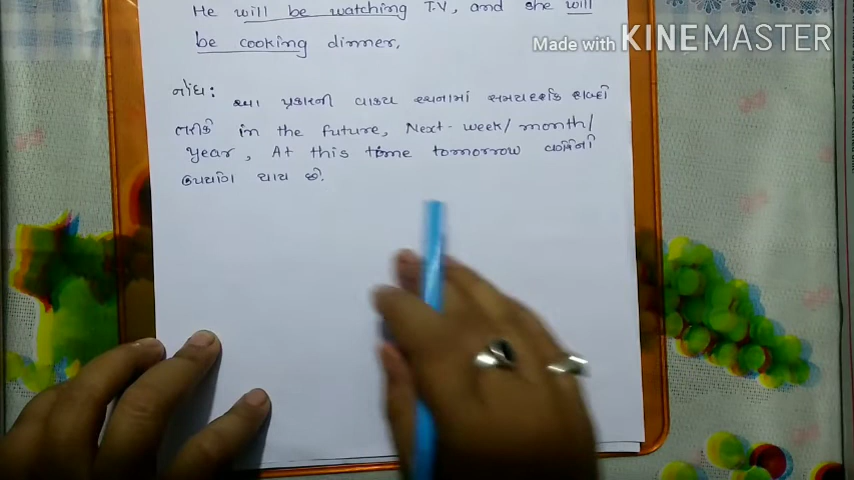 He will be watching T.V, and she will
Made with KINEMASTER
be cooking dinner.
નોંધ: આ પ્રકારની વાક્ય રચનામાં સમયદર્શક શબ્દો
તરીકે in the future, Next-week/month/
year, At this time tomorrow વગેરેનો
ઉપયોગ થાય છે.